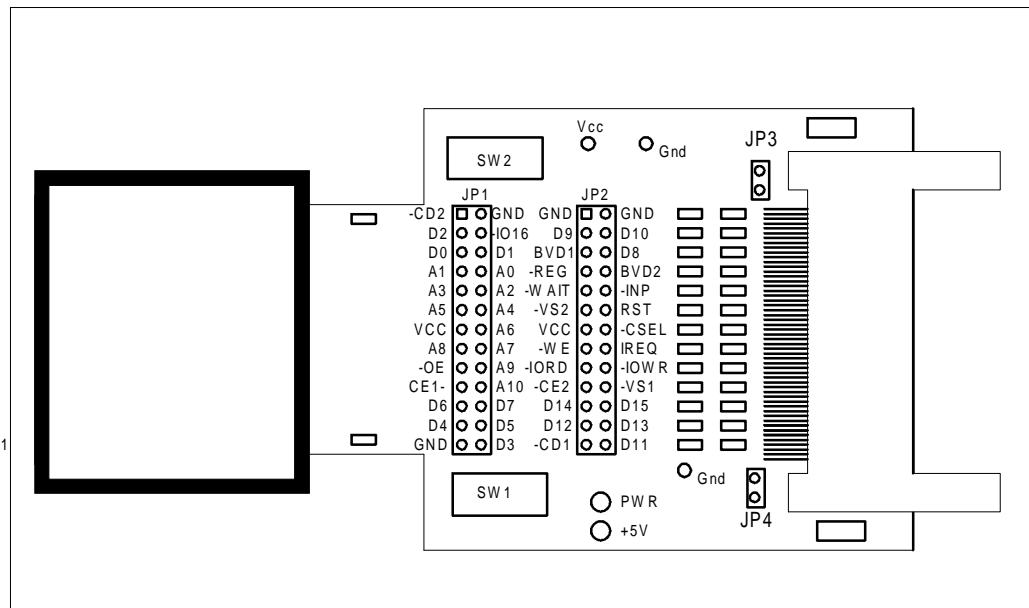 Vcc
Gnd
JP3
SW2
JP1 JP2
-CD2 GND GND GND
D2 -IO16 D9 D10
D0 D1 BVD1 D8
A1 A0 -REG BVD2
A3 A2 -WAIT -INP
A5 A4 -VS2 RST
VCC A6 VCC -CSEL
A8 A7 -WE IREQ
-OE A9 -IORD -IOWR
CE1- A10 -CE2 -VS1
D6 D7 D14 D15
D4 D5 D12 D13
GND D3 -CD1 D11
1
Gnd
SW1
PWR
JP4
+5V